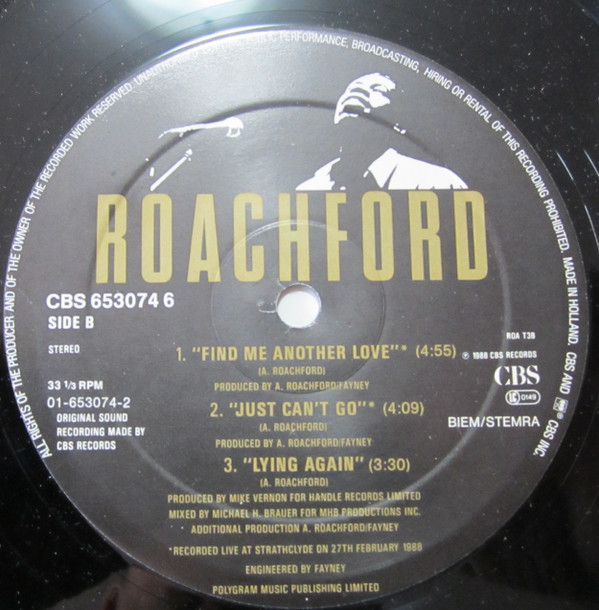 ALL RIGHTS OF THE PRODUCER AND OF THE OWNER OF THE RECORDED WORK RESERVED. PERFORMANCE, BROADCASTING, HIRING OR RENTAL OF THIS RECORDING PROHIBITED. MADE IN HOLLAND. CBS AND CBS INC.
ROACHFORD
CBS 653074 6
SIDE B
STEREO
33 1/3 RPM
01-653074-2
ORIGINAL SOUND
RECORDING MADE BY
CBS RECORDS
ROA T3B
℗ 1988 CBS RECORDS
CBS
0149
BIEM/STEMRA
1. "FIND ME ANOTHER LOVE"* (4:55)
(A. ROACHFORD)
PRODUCED BY A. ROACHFORD/FAYNEY
2. "JUST CAN'T GO"* (4:09)
(A. ROACHFORD)
PRODUCED BY A. ROACHFORD/FAYNEY
3. "LYING AGAIN" (3:30)
(A. ROACHFORD)
PRODUCED BY MIKE VERNON FOR HANDLE RECORDS LIMITED
MIXED BY MICHAEL H. BRAUER FOR MHB PRODUCTIONS INC.
ADDITIONAL PRODUCTION A. ROACHFORD/FAYNEY
*RECORDED LIVE AT STRATHCLYDE ON 27TH FEBRUARY 1988
ENGINEERED BY FAYNEY
POLYGRAM MUSIC PUBLISHING LIMITED